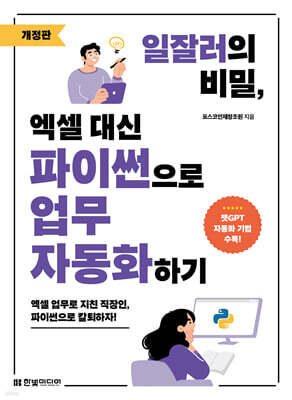 개정판
일잘러의
비밀,
포스코인재창조원 지음
엑셀 대신
파이썬으로
업무
자동화하기
챗GPT
자동화 기법
수록!
엑셀 업무로 지친 직장인,
파이썬으로 칼퇴하자!
한빛미디어